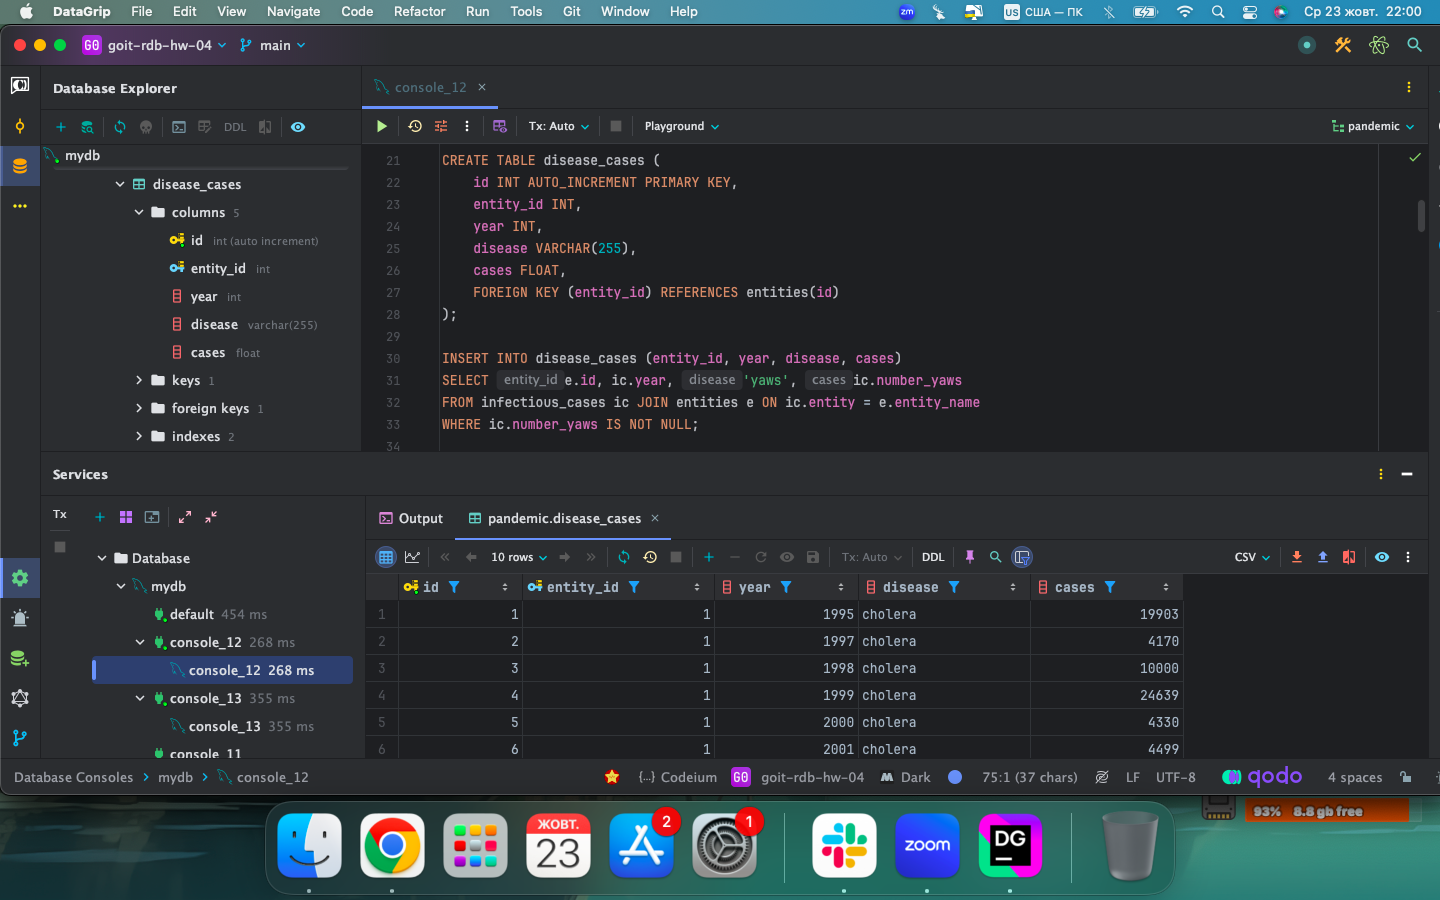 DataGrip File Edit View Navigate Code Refactor Run Tools Git Window Help zm US США — ПК Ср 23 жовт. 22:00
G0 goit-rdb-hw-04 main
Database Explorer
console_12
DDL
Tx: Auto Playground pandemic
mydb
disease_cases
columns 5
id int (auto increment)
entity_id int
year int
disease varchar(255)
cases float
keys 1
foreign keys 1
indexes 2
21 CREATE TABLE disease_cases (
22 id INT AUTO_INCREMENT PRIMARY KEY,
23 entity_id INT,
24 year INT,
25 disease VARCHAR(255),
26 cases FLOAT,
27 FOREIGN KEY (entity_id) REFERENCES entities(id)
28 );
29
30 INSERT INTO disease_cases (entity_id, year, disease, cases)
31 SELECT entity_id e.id, ic.year, disease 'yaws', cases ic.number_yaws
32 FROM infectious_cases ic JOIN entities e ON ic.entity = e.entity_name
33 WHERE ic.number_yaws IS NOT NULL;
34
Services
Tx
Database
mydb
default 454 ms
console_12 268 ms
console_12 268 ms
console_13 355 ms
console_13 355 ms
console_11
Output pandemic.disease_cases
10 rows Tx: Auto DDL CSV
id entity_id year disease cases
1 1 1 1995 cholera 19903
2 2 1 1997 cholera 4170
3 3 1 1998 cholera 10000
4 4 1 1999 cholera 24639
5 5 1 2000 cholera 4330
6 6 1 2001 cholera 4499
Database Consoles mydb console_12 {...} Codeium G0 goit-rdb-hw-04 M Dark 75:1 (37 chars) LF UTF-8 qodo 4 spaces
93% 8.8 gb free
ЖОВТ.
23
2
1
zoom
DG